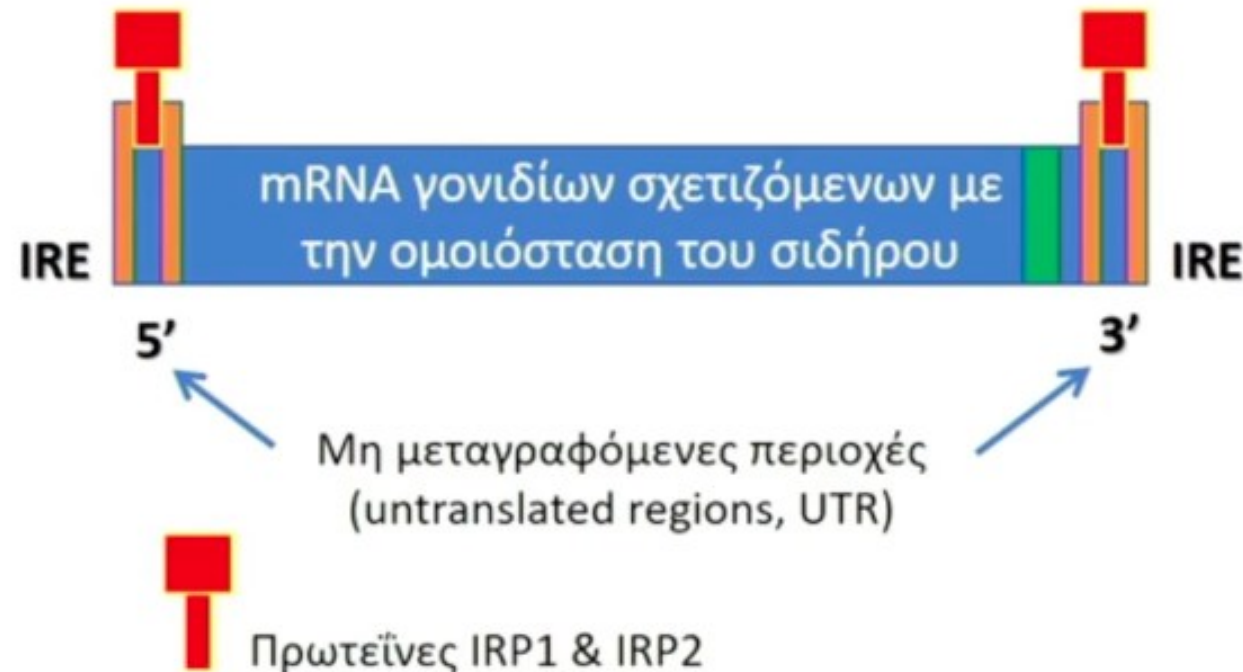 mRNA γονιδίων σχετιζόμενων με
την ομοιόσταση του σιδήρου
IRE
IRE
5’
3’
Μη μεταγραφόμενες περιοχές
(untranslated regions, UTR)
Πρωτεΐνες IRP1 & IRP2